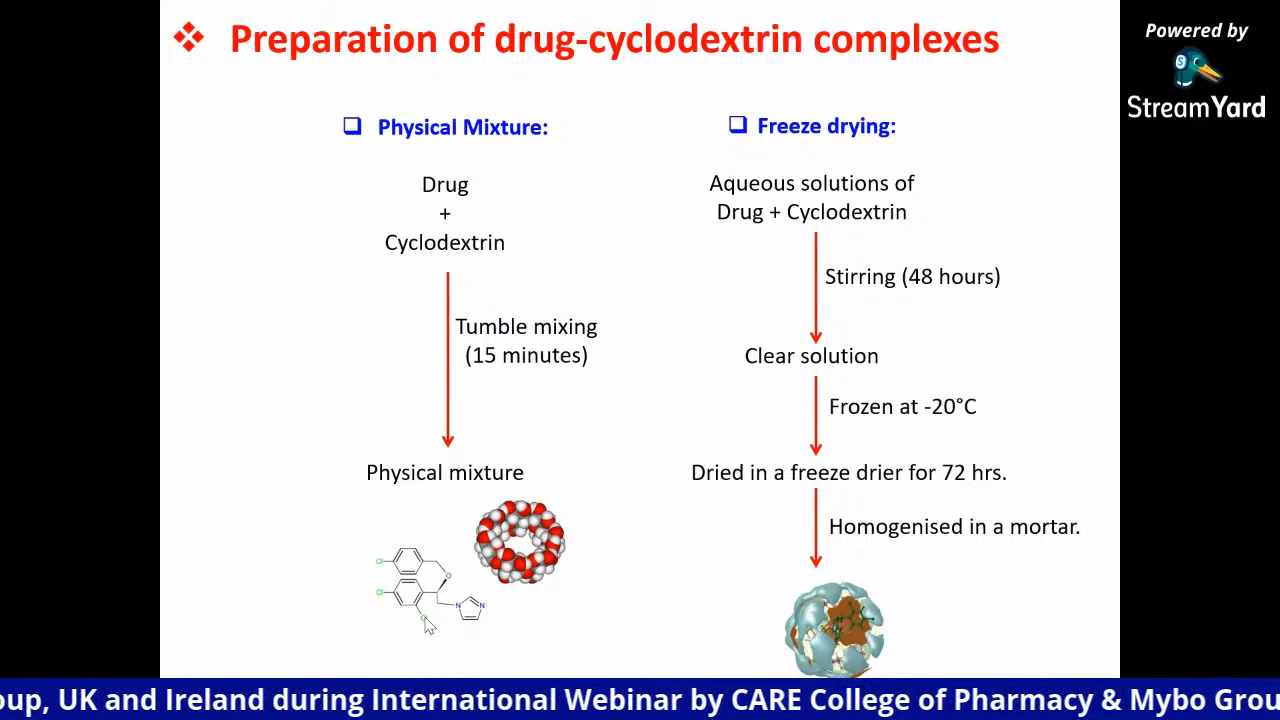 ❖ Preparation of drug-cyclodextrin complexes
Powered by
S
StreamYard
❑ Physical Mixture:
Drug
+
Cyclodextrin
Tumble mixing
(15 minutes)
Physical mixture
Cl
O
Cl
N
N
Cl
❑ Freeze drying:
Aqueous solutions of
Drug + Cyclodextrin
Stirring (48 hours)
Clear solution
Frozen at -20°C
Dried in a freeze drier for 72 hrs.
Homogenised in a mortar.
oup, UK and Ireland during International Webinar by CARE College of Pharmacy & Mybo Grou